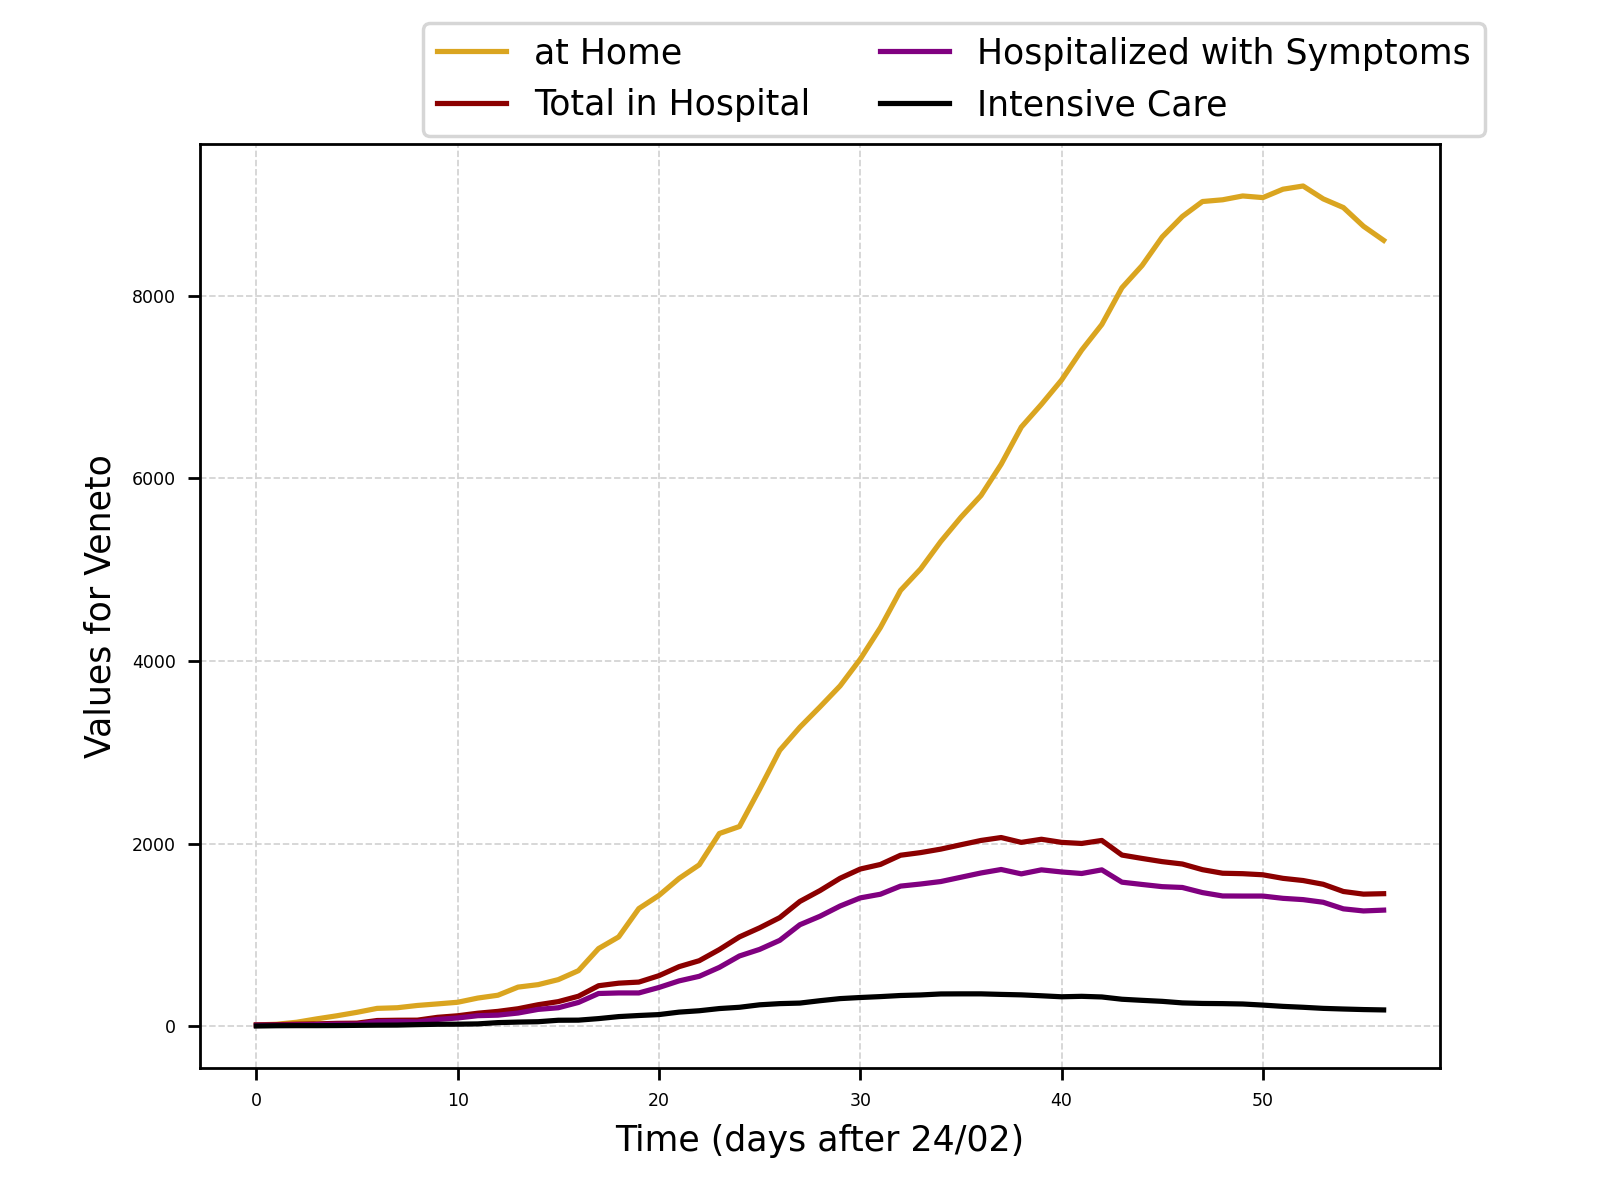 at Home
Total in Hospital
Hospitalized with Symptoms
Intensive Care
Values for Veneto
8000
6000
4000
2000
0
0 10 20 30 40 50
Time (days after 24/02)